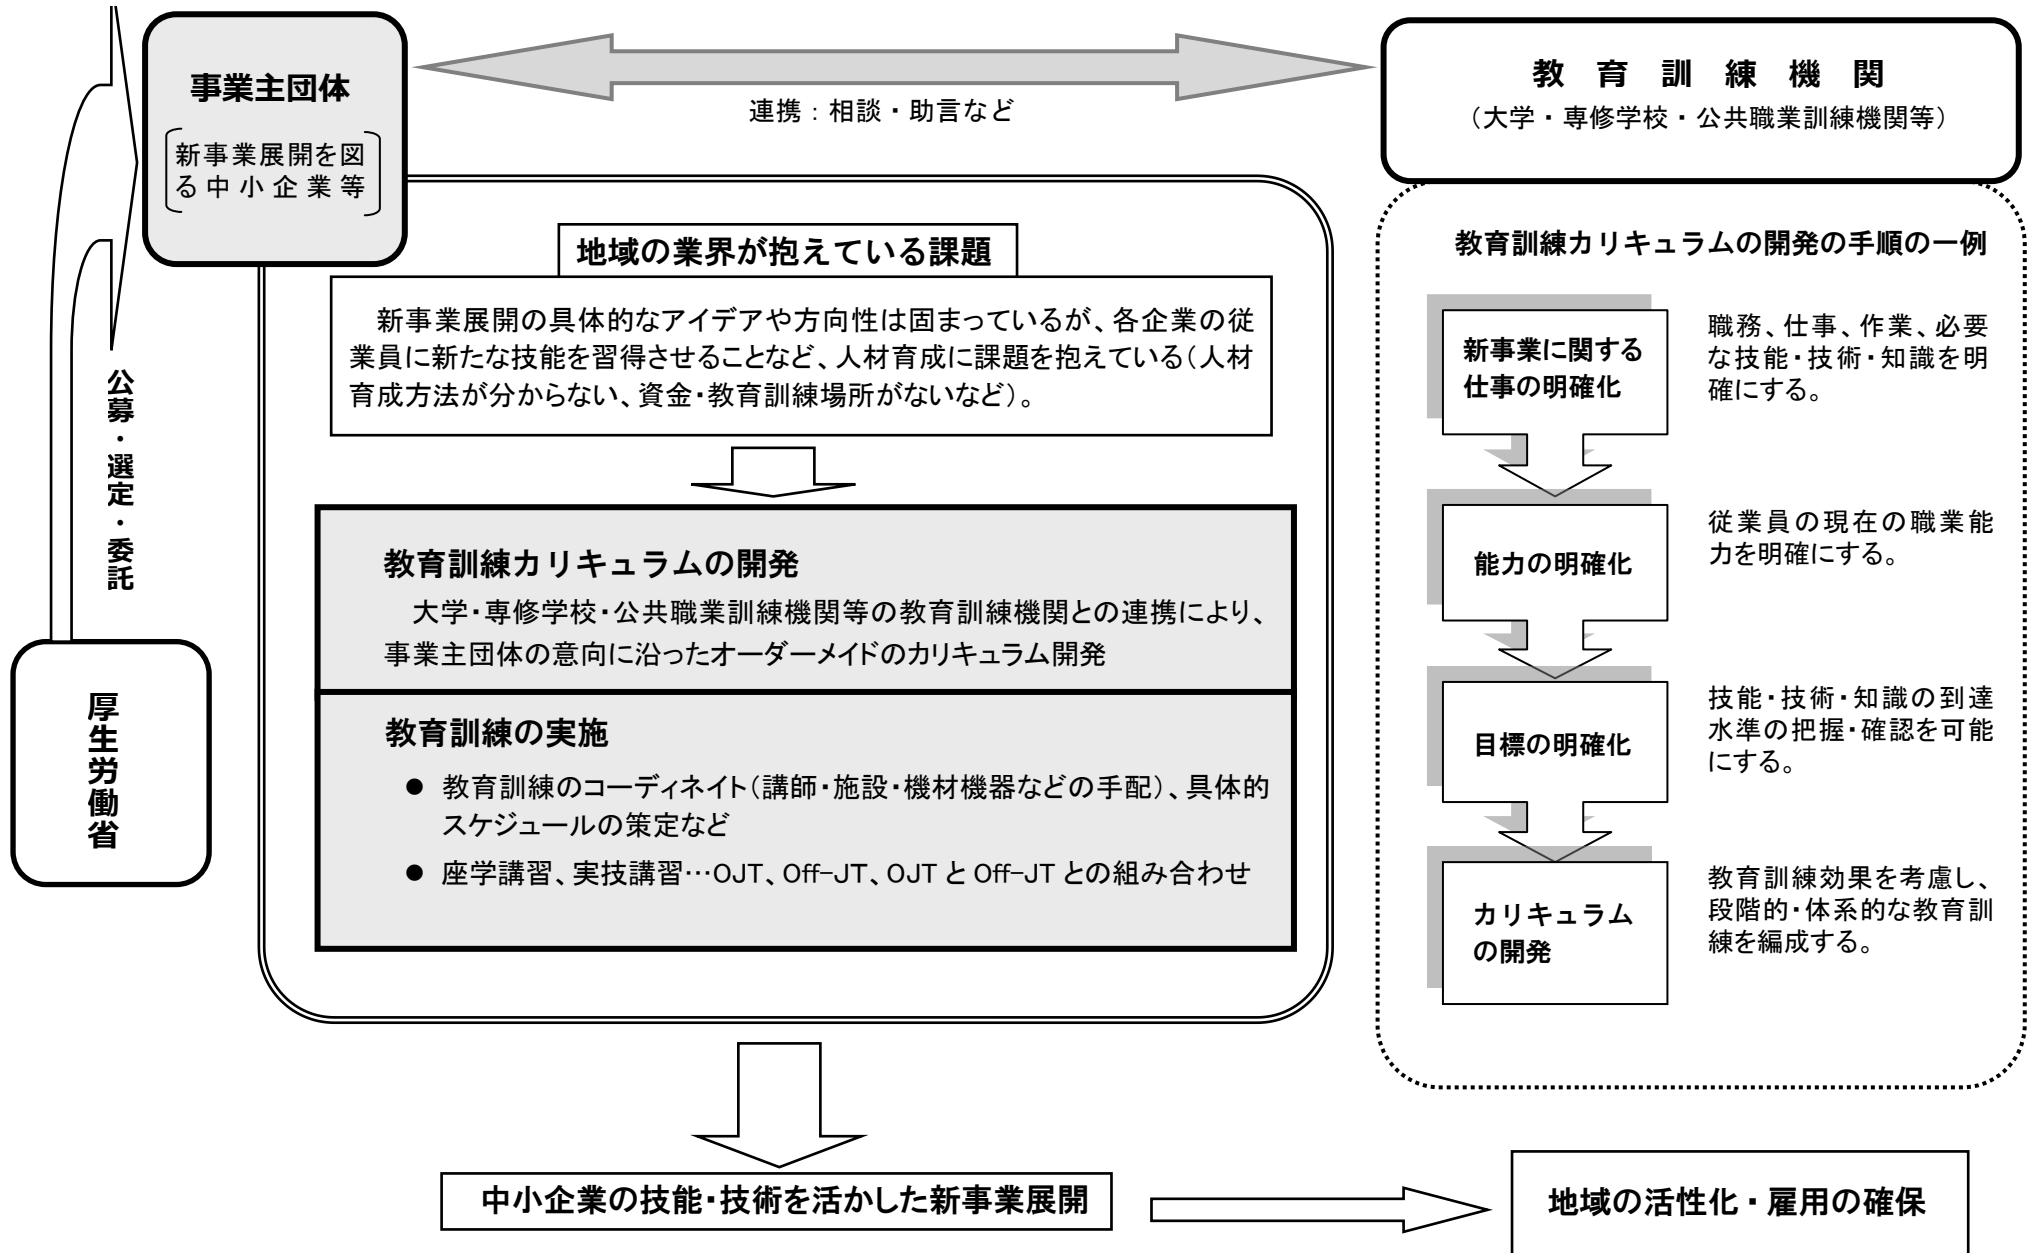 事業主団体
新事業展開を図
る中小企業等
連携：相談・助言など
教育訓練機関
（大学・専修学校・公共職業訓練機関等）
公募・選定・委託
厚生労働省
地域の業界が抱えている課題
新事業展開の具体的なアイデアや方向性は固まっているが、各企業の従
業員に新たな技能を習得させることなど、人材育成に課題を抱えている（人材
育成方法が分からない、資金・教育訓練場所がないなど）。
教育訓練カリキュラムの開発
大学・専修学校・公共職業訓練機関等の教育訓練機関との連携により、
事業主団体の意向に沿ったオーダーメイドのカリキュラム開発
教育訓練の実施
● 教育訓練のコーディネイト（講師・施設・機材機器などの手配）、具体的
スケジュールの策定など
● 座学講習、実技講習…OJT、Off-JT、OJT と Off-JT との組み合わせ
教育訓練カリキュラムの開発の手順の一例
新事業に関する
仕事の明確化
職務、仕事、作業、必要
な技能・技術・知識を明
確にする。
能力の明確化
従業員の現在の職業能
力を明確にする。
目標の明確化
技能・技術・知識の到達
水準の把握・確認を可能
にする。
カリキュラム
の開発
教育訓練効果を考慮し、
段階的・体系的な教育訓
練を編成する。
中小企業の技能・技術を活かした新事業展開
地域の活性化・雇用の確保